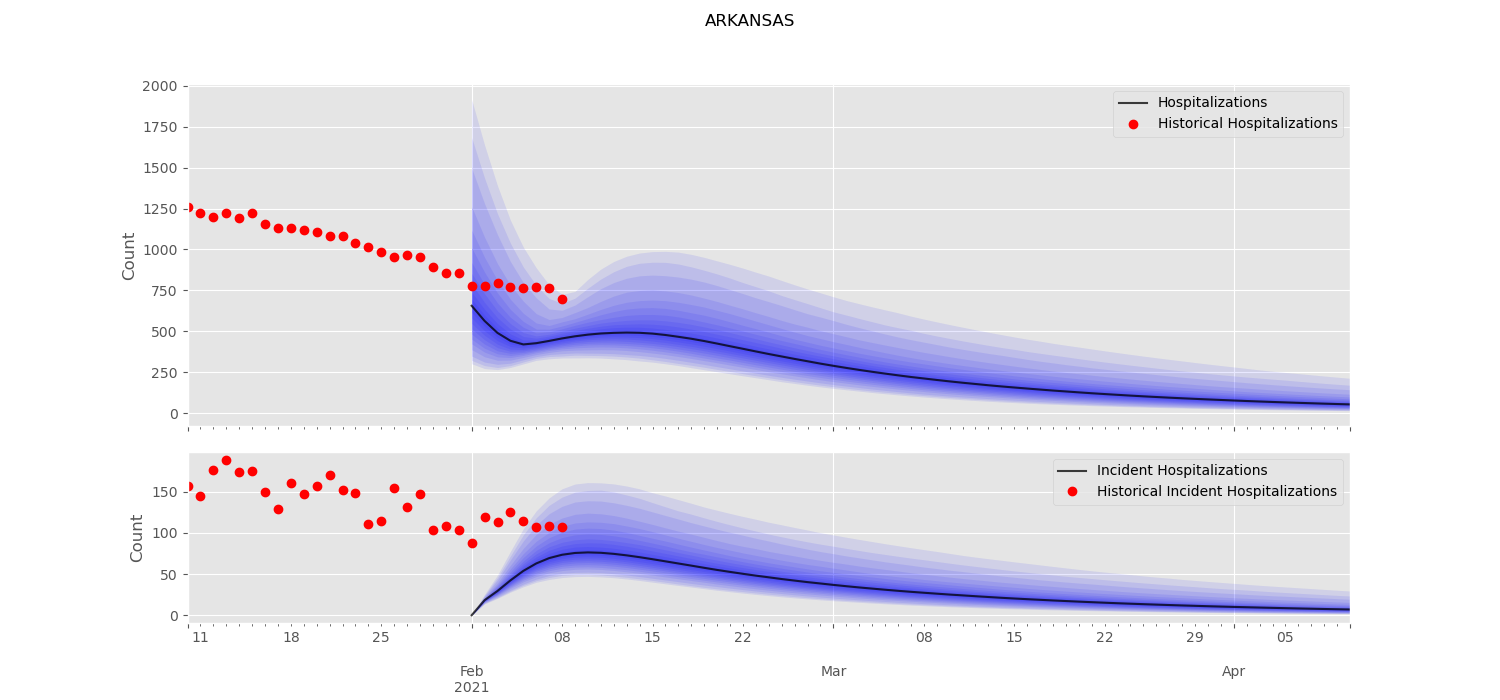 ARKANSAS
2000
1750
1500
1250
1000
750
500
250
0
Count
Hospitalizations
Historical Hospitalizations
150
100
50
0
Count
Incident Hospitalizations
Historical Incident Hospitalizations
11 18 25 08 15 22 08 15 22 29 05
Feb Mar Apr
2021